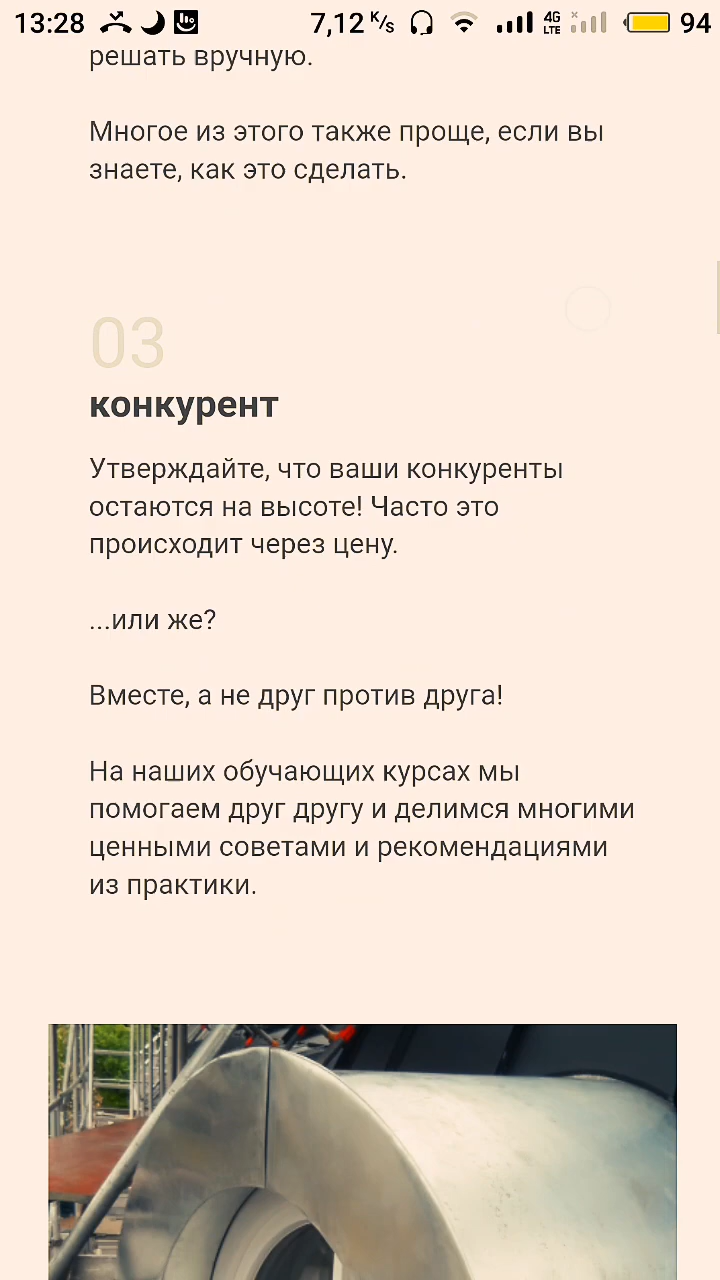 13:28 7,12 K/s 4G LTE 94
решать вручную.
Многое из этого также проще, если вы
знаете, как это сделать.
03
конкурент
Утверждайте, что ваши конкуренты
остаются на высоте! Часто это
происходит через цену.
...или же?
Вместе, а не друг против друга!
На наших обучающих курсах мы
помогаем друг другу и делимся многими
ценными советами и рекомендациями
из практики.